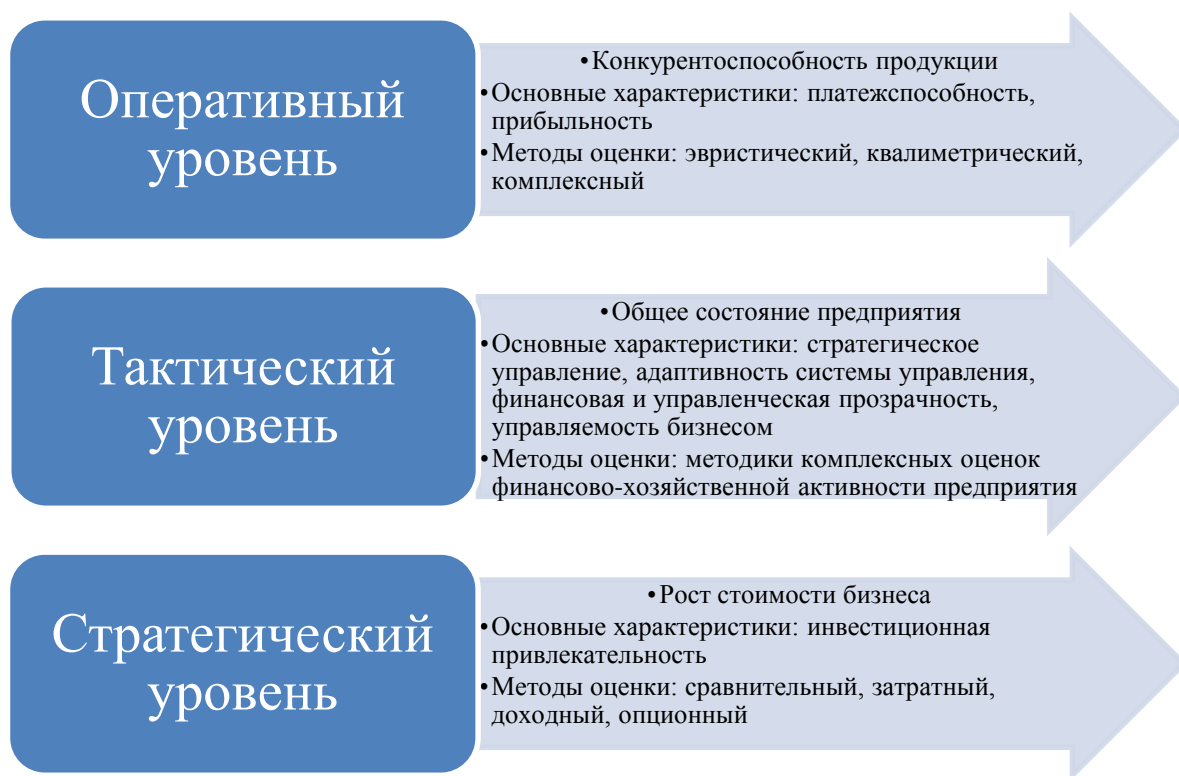 Оперативный
уровень
•Конкурентоспособность продукции
•Основные характеристики: платежспособность,
прибыльность
•Методы оценки: эвристический, квалиметрический,
комплексный
Тактический
уровень
•Общее состояние предприятия
•Основные характеристики: стратегическое
управление, адаптивность системы управления,
финансовая и управленческая прозрачность,
управляемость бизнесом
•Методы оценки: методики комплексных оценок
финансово-хозяйственной активности предприятия
Стратегический
уровень
•Рост стоимости бизнеса
•Основные характеристики: инвестиционная
привлекательность
•Методы оценки: сравнительный, затратный,
доходный, опционный